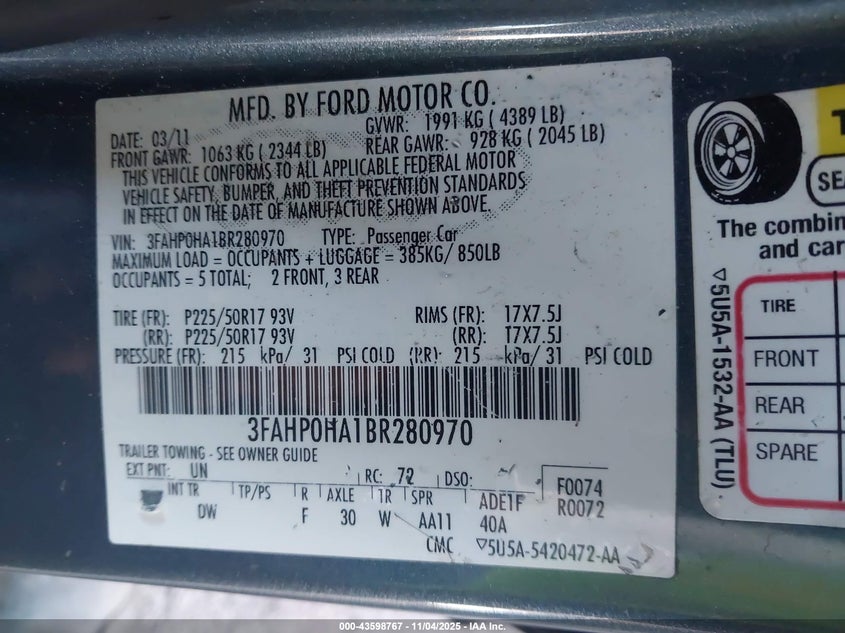 MFD. BY FORD MOTOR CO.
DATE: 03/11 GVWR: 1991 KG ( 4389 LB)
FRONT GAWR: 1063 KG ( 2344 LB) REAR GAWR: 928 KG ( 2045 LB)
THIS VEHICLE CONFORMS TO ALL APPLICABLE FEDERAL MOTOR
VEHICLE SAFETY, BUMPER, AND THEFT PREVENTION STANDARDS
IN EFFECT ON THE DATE OF MANUFACTURE SHOWN ABOVE.
VIN: 3FAHP0HA1BR280970 TYPE: Passenger Car
MAXIMUM LOAD = OCCUPANTS + LUGGAGE = 385KG/ 850LB
OCCUPANTS = 5 TOTAL; 2 FRONT, 3 REAR
TIRE (FR): P225/50R17 93V RIMS (FR): 17X7.5J
(RR): P225/50R17 93V (RR): 17X7.5J
PRESSURE (FR): 215 kPa/ 31 PSI COLD (RR): 215 kPa/ 31 PSI COLD
3FAHP0HA1BR280970
TRAILER TOWING - SEE OWNER GUIDE
EXT PNT: UN RC: 72 DSO: F0074
INT TR TP/PS R AXLE TR SPR ADE1F R0072
DW F 30 W AA11 40A
CMC ▽5U5A-5420472-AA
▽5U5A-1532-AA (TLU)
T
SEA
The combin
and car
TIRE
FRONT
REAR
SPARE
000-43598767 - 11/04/2025 - IAA Inc.